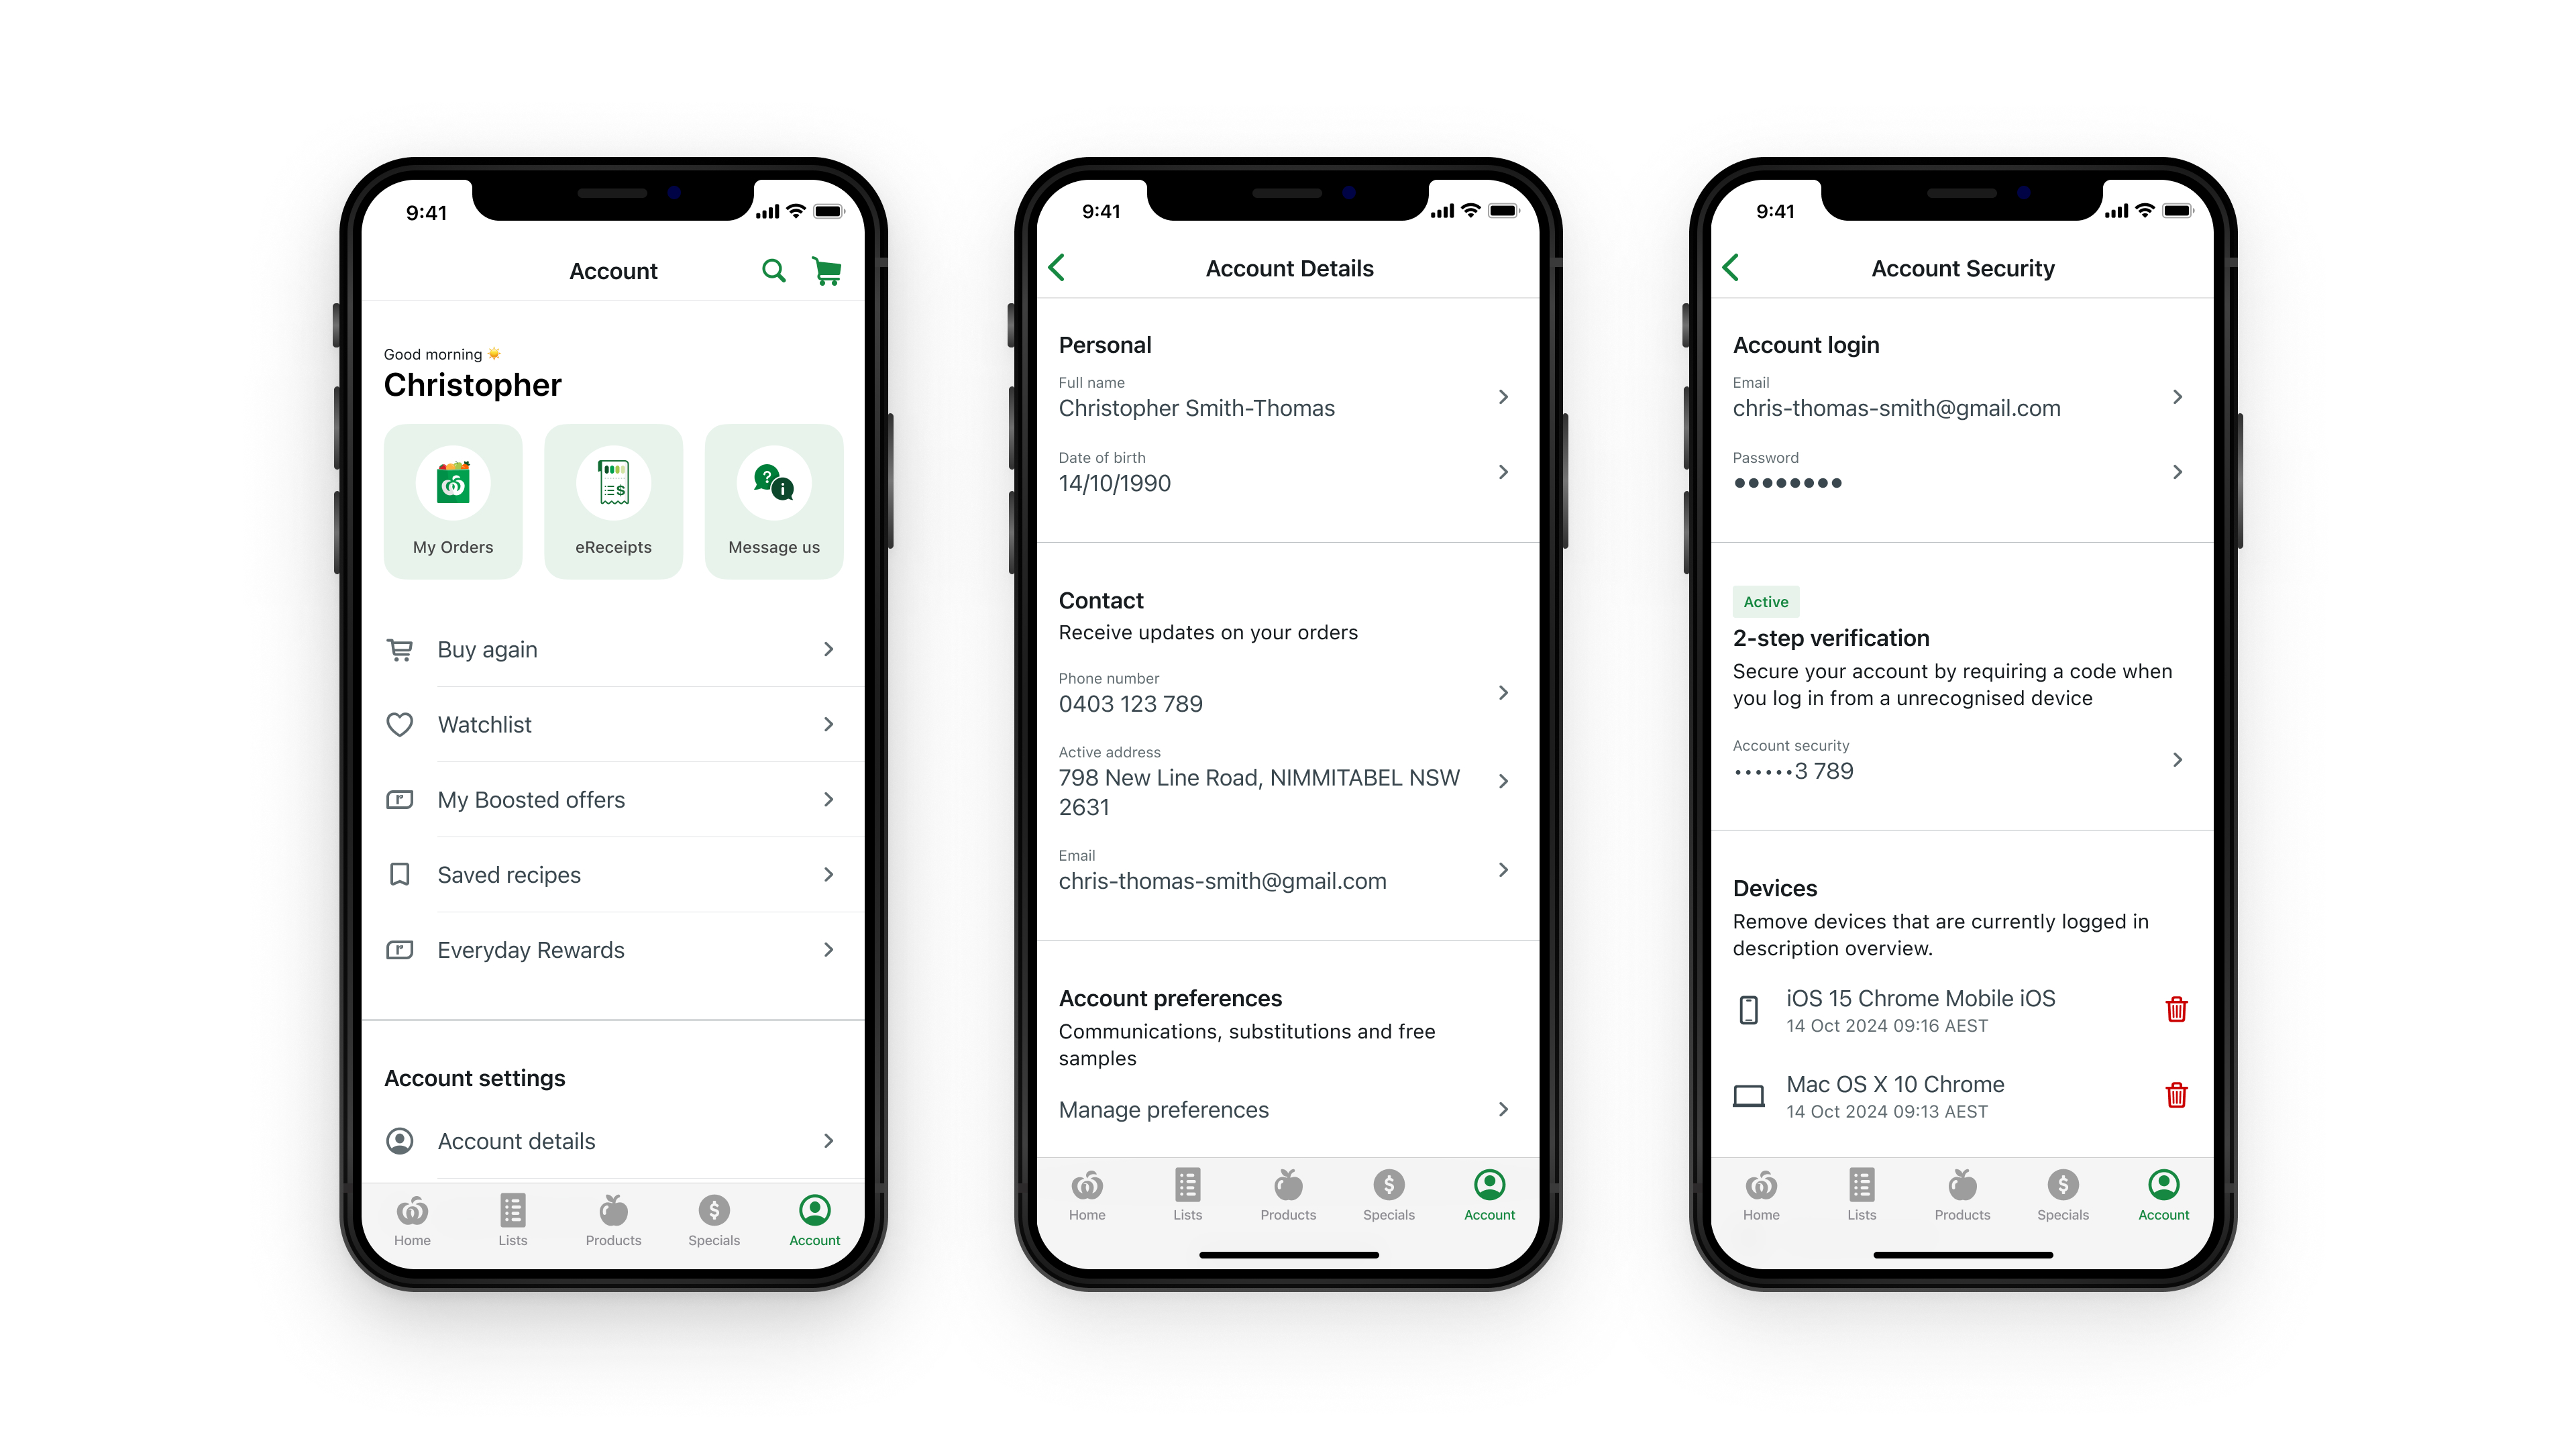 9:41
Account
Good morning
Christopher
My Orders
eReceipts
Message us
Buy again
Watchlist
My Boosted offers
Saved recipes
Everyday Rewards
Account settings
Account details
Home
Lists
Products
Specials
Account
9:41
Account Details
Personal
Full name
Christopher Smith-Thomas
Date of birth
14/10/1990
Contact
Receive updates on your orders
Phone number
0403 123 789
Active address
798 New Line Road, NIMMITABEL NSW
2631
Email
chris-thomas-smith@gmail.com
Account preferences
Communications, substitutions and free
samples
Manage preferences
Home
Lists
Products
Specials
Account
9:41
Account Security
Account login
Email
chris-thomas-smith@gmail.com
Password
●●●●●●●●
Active
2-step verification
Secure your account by requiring a code when
you log in from a unrecognised device
Account security
••••••3 789
Devices
Remove devices that are currently logged in
description overview.
iOS 15 Chrome Mobile iOS
14 Oct 2024 09:16 AEST
Mac OS X 10 Chrome
14 Oct 2024 09:13 AEST
Home
Lists
Products
Specials
Account